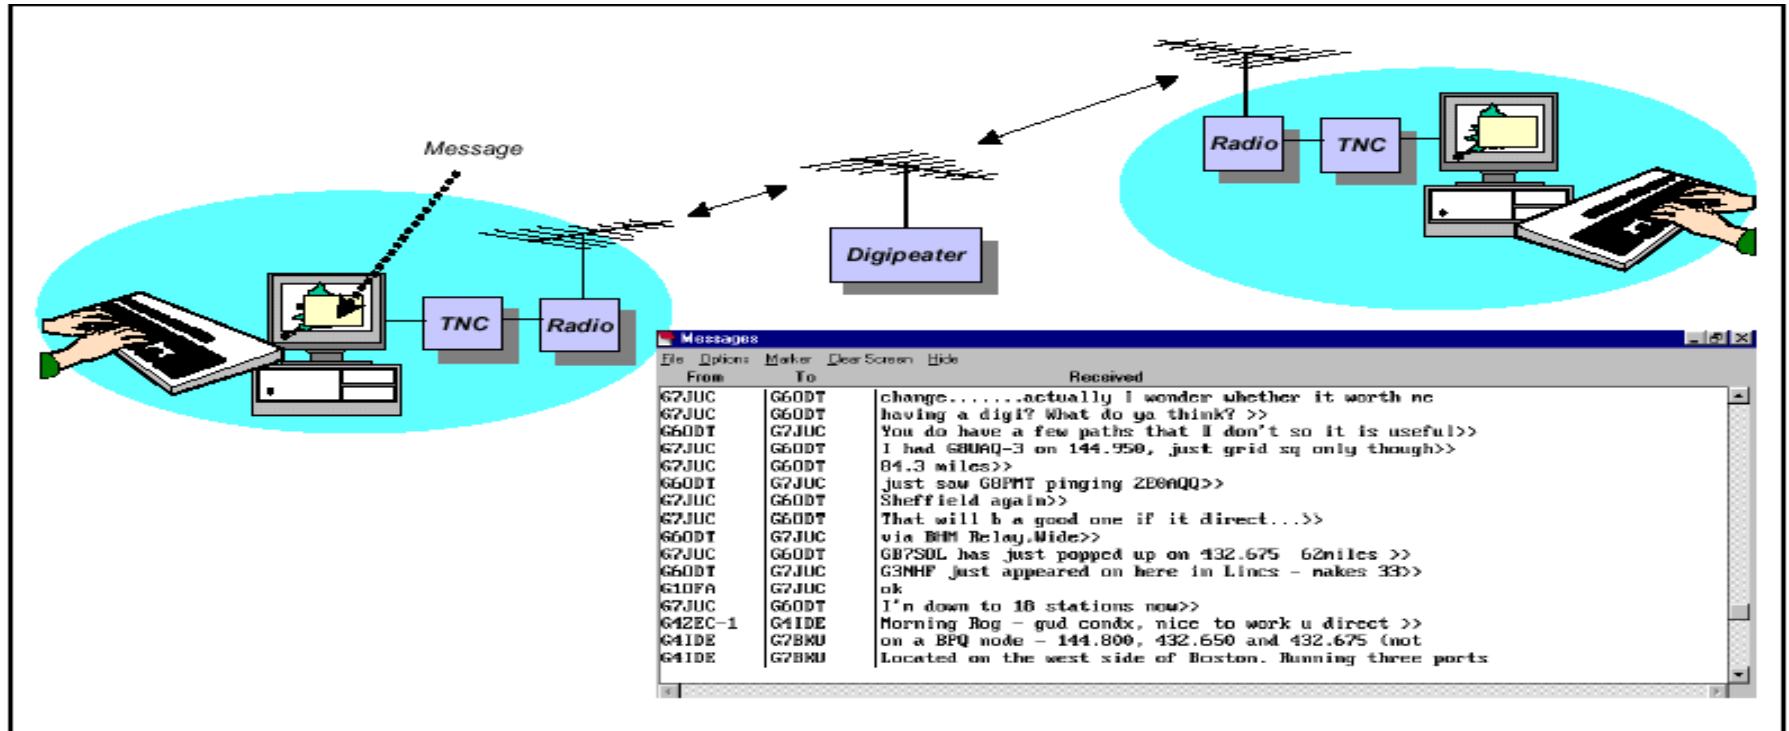 Message
Radio
TNC
Digipeater
TNC
Radio
Messages
File Options Marker Clear Screen Hide
From To Received
G7JUC G6ODT change.......actually I wonder whether it worth me
G7JUC G6ODT having a digi? What do ya think? >>
G6ODT G7JUC You do have a few paths that I don't so it is useful>>
G7JUC G6ODT I had G8UAQ-3 on 144.950, just grid sq only though>>
G7JUC G6ODT 84.3 miles>>
G6ODT G7JUC just saw G8PMT pinging 2E0AQQ>>
G7JUC G6ODT Sheffield again>>
G7JUC G6ODT That will b a good one if it direct...>>
G6ODT G7JUC via BHM Relay,Wide>>
G7JUC G6ODT GB7SOL has just popped up on 432.675 62miles >>
G6ODT G7JUC G3NHF just appeared on here in Lincs - makes 33>>
G1OFA G7JUC ok
G7JUC G6ODT I'm down to 18 stations now>>
G4ZEC-1 G4IDE Morning Rog - gud condx, nice to work u direct >>
G4IDE G7BKU on a BPQ node - 144.800, 432.650 and 432.675 (not
G4IDE G7BKU Located on the west side of Boston. Running three ports